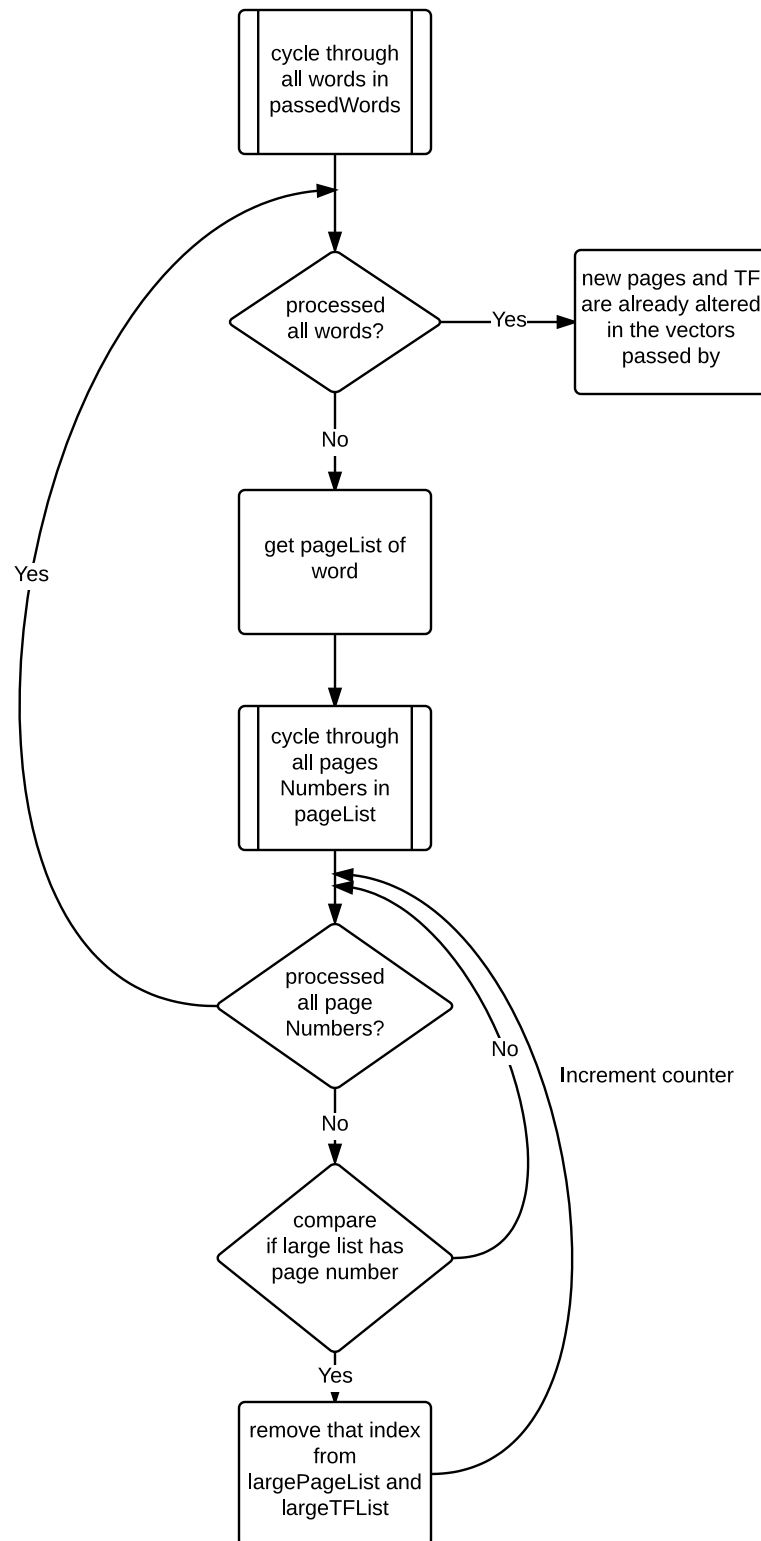 cycle through
all words in
passedWords
processed
all words?
Yes
new pages and TF
are already altered
in the vectors
passed by
No
get pageList of
word
Yes
cycle through
all pages
Numbers in
pageList
processed
all page
Numbers?
No
Increment counter
No
compare
if large list has
page number
Yes
remove that index
from
largePageList and
largeTFList